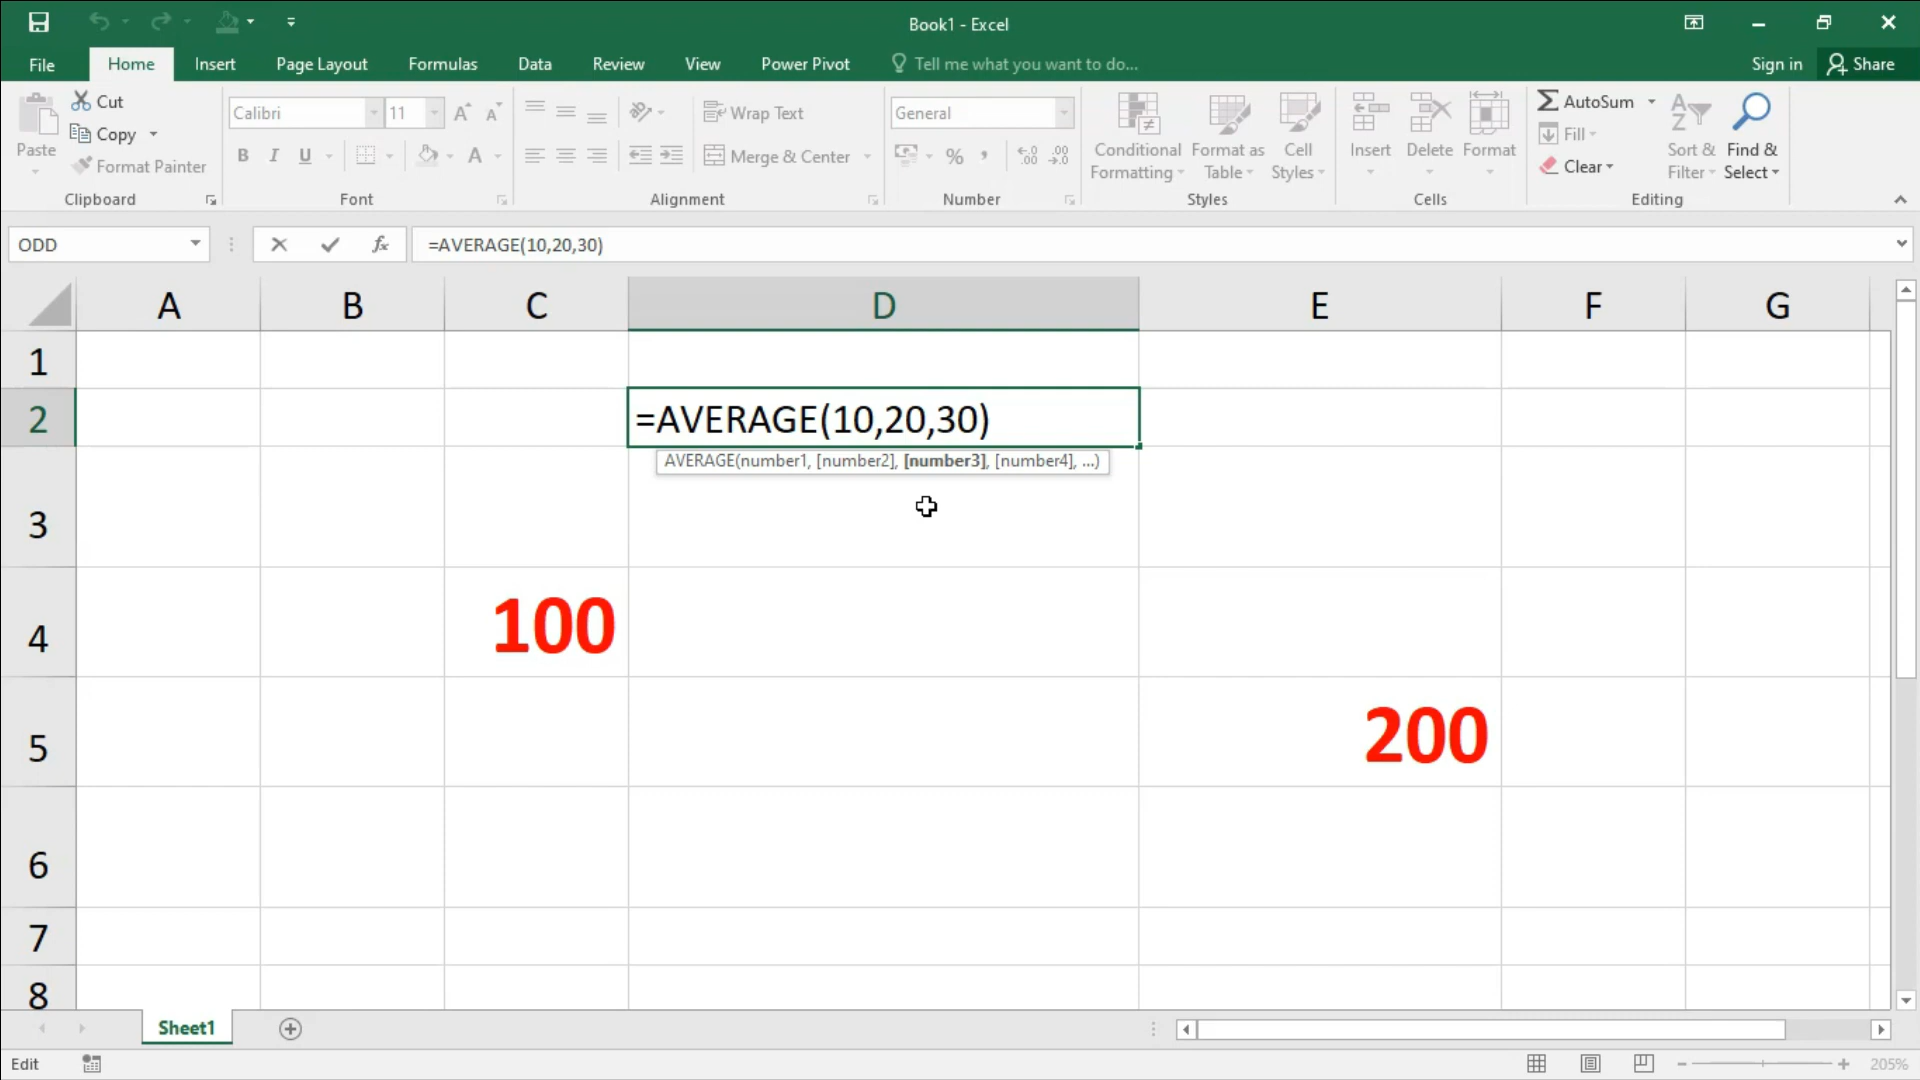 Book1 - Excel
File Home Insert Page Layout Formulas Data Review View Power Pivot Tell me what you want to do... Sign in Share
Paste
Cut
Copy
Format Painter
Clipboard
Calibri 11
B I U A
Font
Wrap Text
Merge & Center
Alignment
General
% ,
Number
Conditional Formatting
Format as Table
Cell Styles
Styles
Insert Delete Format
Cells
AutoSum
Fill
Clear
Sort & Filter
Find & Select
Editing
ODD fx =AVERAGE(10,20,30)
A B C D E F G
1
2 =AVERAGE(10,20,30)
AVERAGE(number1, [number2], [number3], [number4], ...)
3
4 100
5 200
6
7
8
Sheet1
Edit 205%